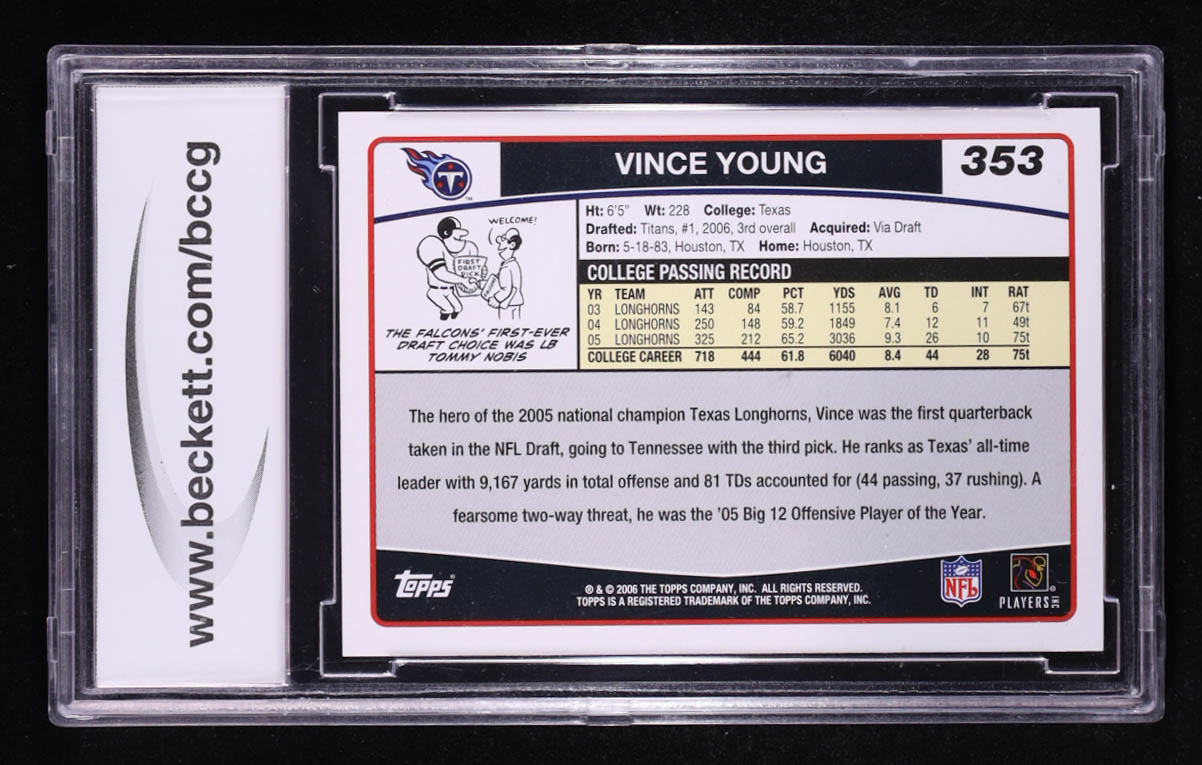 www.beckett.com/bccg
T
TM
VINCE YOUNG
353
WELCOME!
FIRST
DRAFT
PICK
THE FALCONS' FIRST-EVER
DRAFT CHOICE WAS LB
TOMMY NOBIS
Ht: 6'5" Wt: 228 College: Texas
Drafted: Titans, #1, 2006, 3rd overall Acquired: Via Draft
Born: 5-18-83, Houston, TX Home: Houston, TX
COLLEGE PASSING RECORD
YR TEAM ATT COMP PCT YDS AVG TD INT RAT
03 LONGHORNS 143 84 58.7 1155 8.1 6 7 67t
04 LONGHORNS 250 148 59.2 1849 7.4 12 11 49t
05 LONGHORNS 325 212 65.2 3036 9.3 26 10 75t
COLLEGE CAREER 718 444 61.8 6040 8.4 44 28 75t
The hero of the 2005 national champion Texas Longhorns, Vince was the first quarterback
taken in the NFL Draft, going to Tennessee with the third pick. He ranks as Texas' all-time
leader with 9,167 yards in total offense and 81 TDs accounted for (44 passing, 37 rushing). A
fearsome two-way threat, he was the '05 Big 12 Offensive Player of the Year.
topps®
® & © 2006 THE TOPPS COMPANY, INC. ALL RIGHTS RESERVED.
TOPPS IS A REGISTERED TRADEMARK OF THE TOPPS COMPANY, INC.
NFL
PLAYERS INC